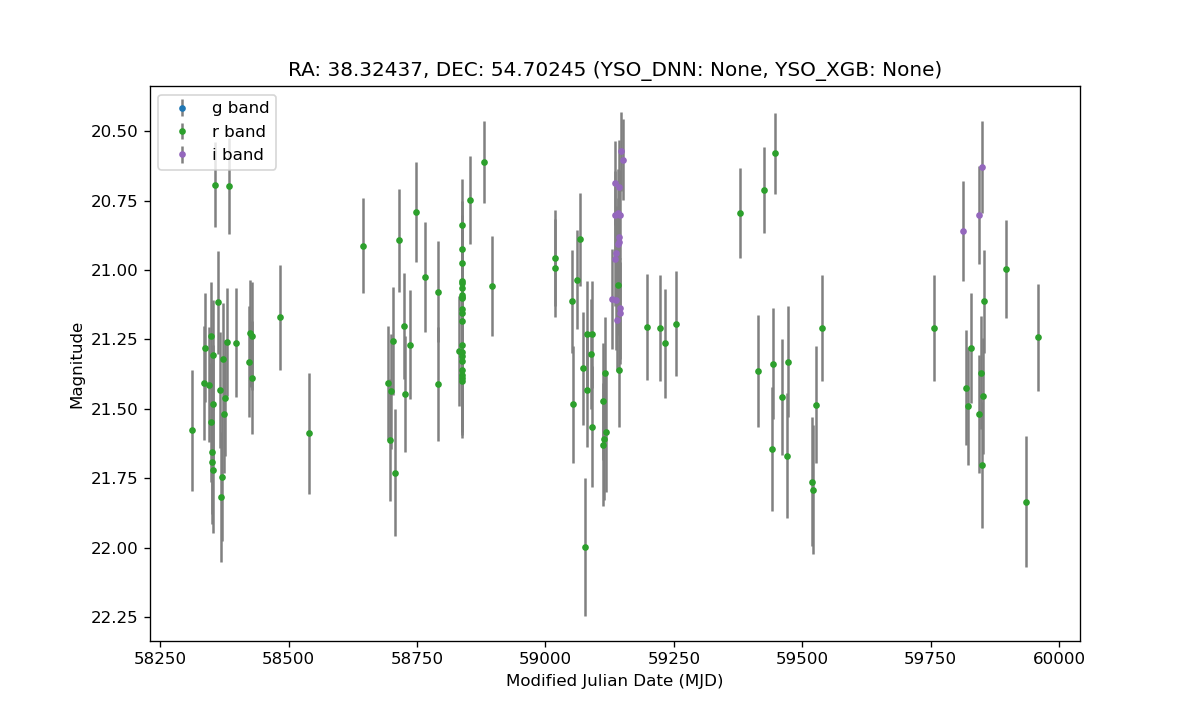 RA: 38.32437, DEC: 54.70245 (YSO_DNN: None, YSO_XGB: None)
g band
r band
i band
20.50
20.75
21.00
21.25
21.50
21.75
22.00
22.25
Magnitude
58250 58500 58750 59000 59250 59500 59750 60000
Modified Julian Date (MJD)